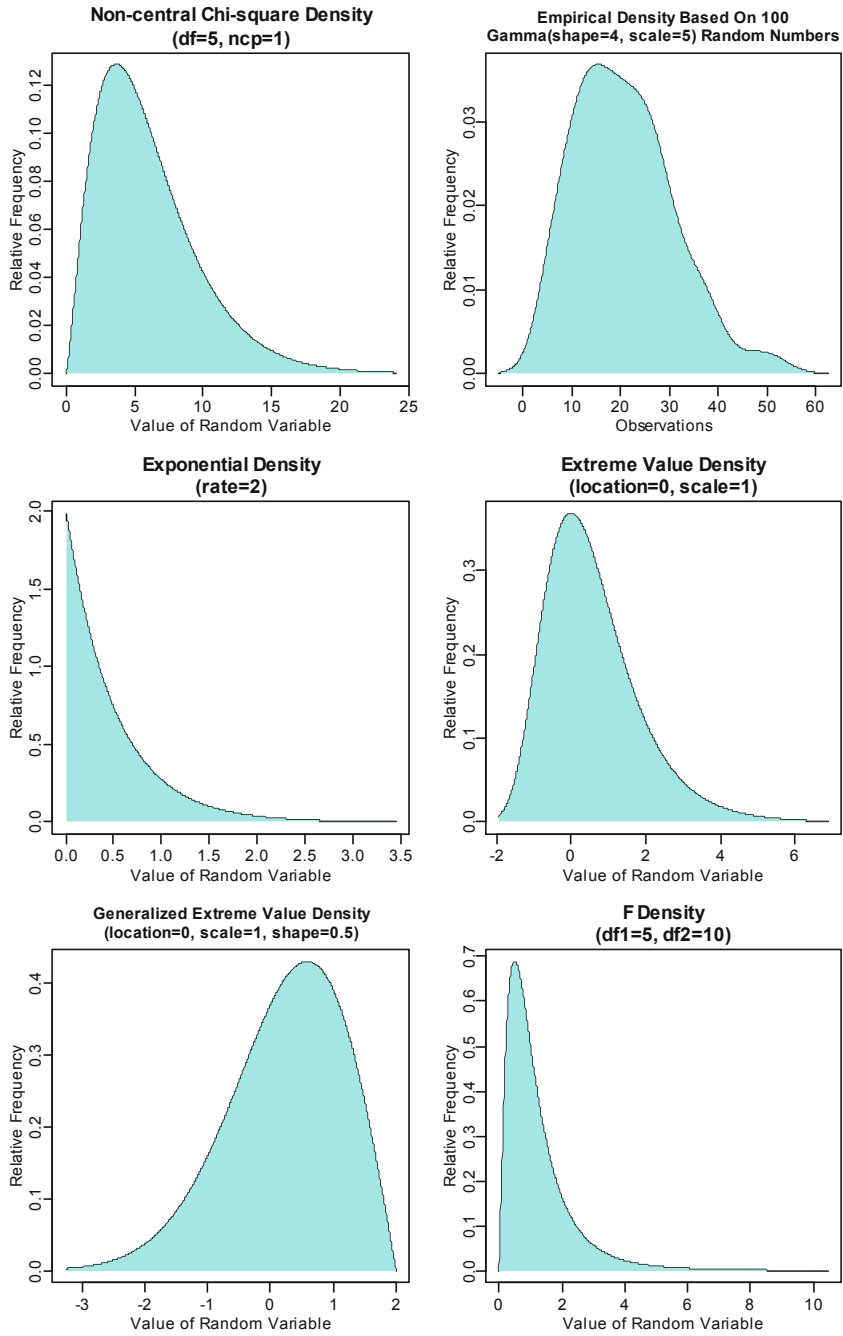 Non-central Chi-square Density
(df=5, ncp=1)
Relative Frequency
0.00 0.02 0.04 0.06 0.08 0.10 0.12
0 5 10 15 20 25
Value of Random Variable
Empirical Density Based On 100
Gamma(shape=4, scale=5) Random Numbers
Relative Frequency
0.00 0.01 0.02 0.03
0 10 20 30 40 50 60
Observations
Exponential Density
(rate=2)
Relative Frequency
0.0 0.5 1.0 1.5 2.0
0.0 0.5 1.0 1.5 2.0 2.5 3.0 3.5
Value of Random Variable
Extreme Value Density
(location=0, scale=1)
Relative Frequency
0.0 0.1 0.2 0.3
-2 0 2 4 6
Value of Random Variable
Generalized Extreme Value Density
(location=0, scale=1, shape=0.5)
Relative Frequency
0.0 0.1 0.2 0.3 0.4
-3 -2 -1 0 1 2
Value of Random Variable
F Density
(df1=5, df2=10)
Relative Frequency
0.0 0.1 0.2 0.3 0.4 0.5 0.6 0.7
0 2 4 6 8 10
Value of Random Variable